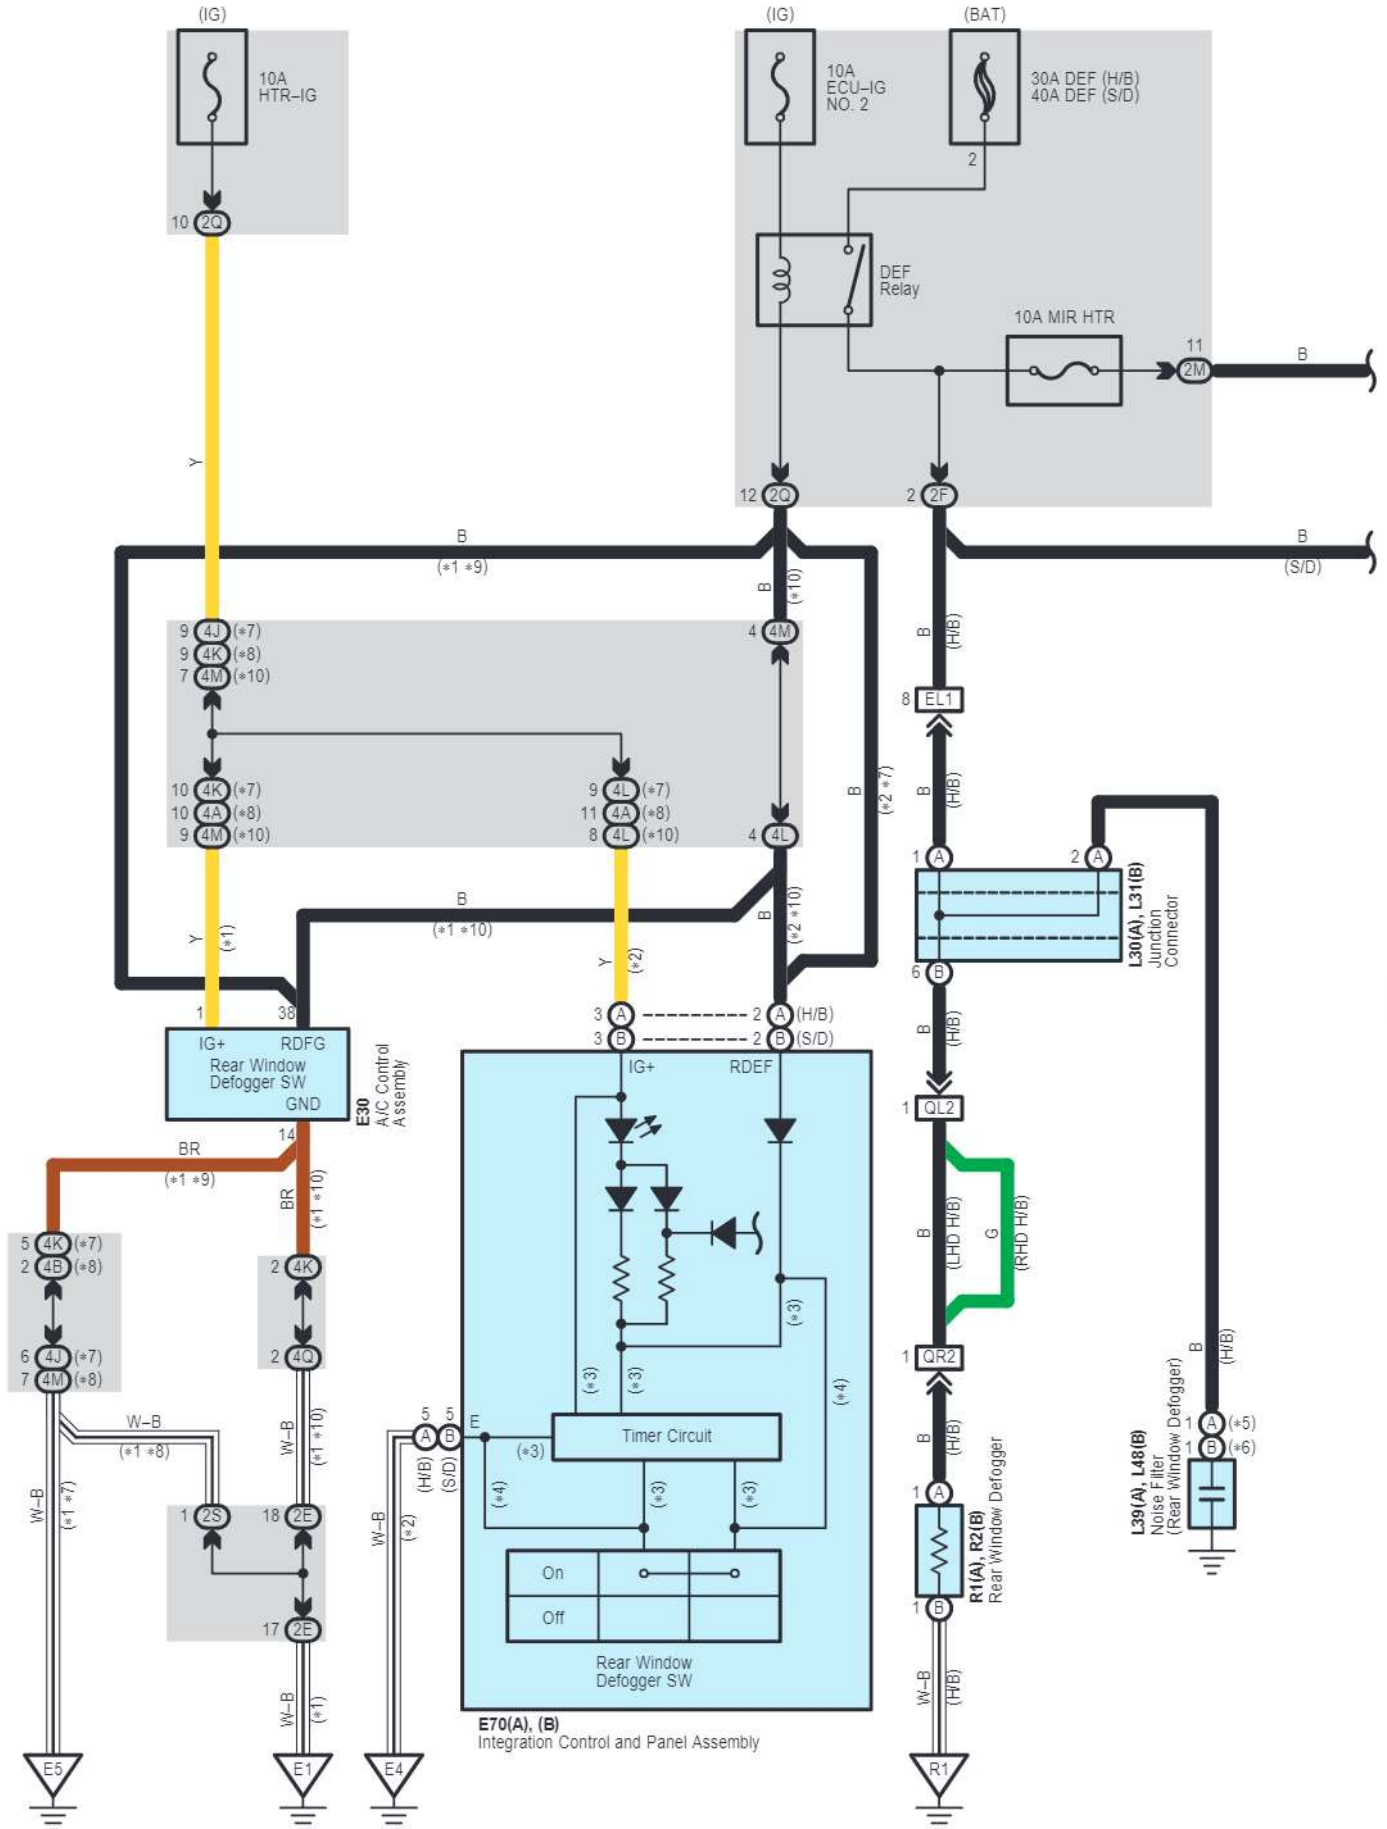 (IG)
(IG)
(BAT)
10A
HTR–IG
10A
ECU–IG
NO. 2
30A DEF (H/B)
40A DEF (S/D)
2
10 2Q
DEF
Relay
10A MIR HTR
11
2M
B
Y
12 2Q
2 2F
B
(∗1 ∗9)
B
(∗10)
B
(S/D)
B
(H/B)
9 4J (∗7)
9 4K (∗8)
7 4M (∗10)
4 4M
8 EL1
10 4K (∗7)
10 4A (∗8)
9 4M (∗10)
9 4L (∗7)
11 4A (∗8)
8 4L (∗10)
4 4L
B
(∗2 ∗7)
B
(H/B)
1 A
2 A
L30(A), L31(B)
Junction
Connector
6 B
Y
(∗1)
B
(∗1 ∗10)
Y
(∗2)
B
(∗2 ∗10)
1
38
3 A
2 A (H/B)
3 B
2 B (S/D)
B
(H/B)
IG+
RDFG
Rear Window
Defogger SW
GND
E30
A/C Control
Assembly
IG+
RDEF
1 QL2
14
BR
(∗1 ∗9)
BR
(∗1 ∗10)
B
(LHD H/B)
G
(RHD H/B)
5 4K (∗7)
2 4B (∗8)
2 4K
6 4J (∗7)
7 4M (∗8)
2 4Q
(∗3)
(∗3)
(∗3)
(∗4)
1 QR2
B
(H/B)
W–B
(∗1 ∗8)
W–B
(∗1 ∗10)
5
5
A
B
E
(H/B)
(S/D)
(∗3)
Timer Circuit
B
(H/B)
1 A (∗5)
1 B (∗6)
L39(A), L48(B)
Noise Filter
(Rear Window Defogger)
W–B
(∗1 ∗7)
1 2S
18 2E
W–B
(∗2)
(∗4)
(∗3)
(∗3)
1 A
R1(A), R2(B)
Rear Window Defogger
1 B
On
Off
17 2E
Rear Window
Defogger SW
W–B
(∗1)
W–B
(H/B)
E70(A), (B)
Integration Control and Panel Assembly
E5
E1
E4
R1